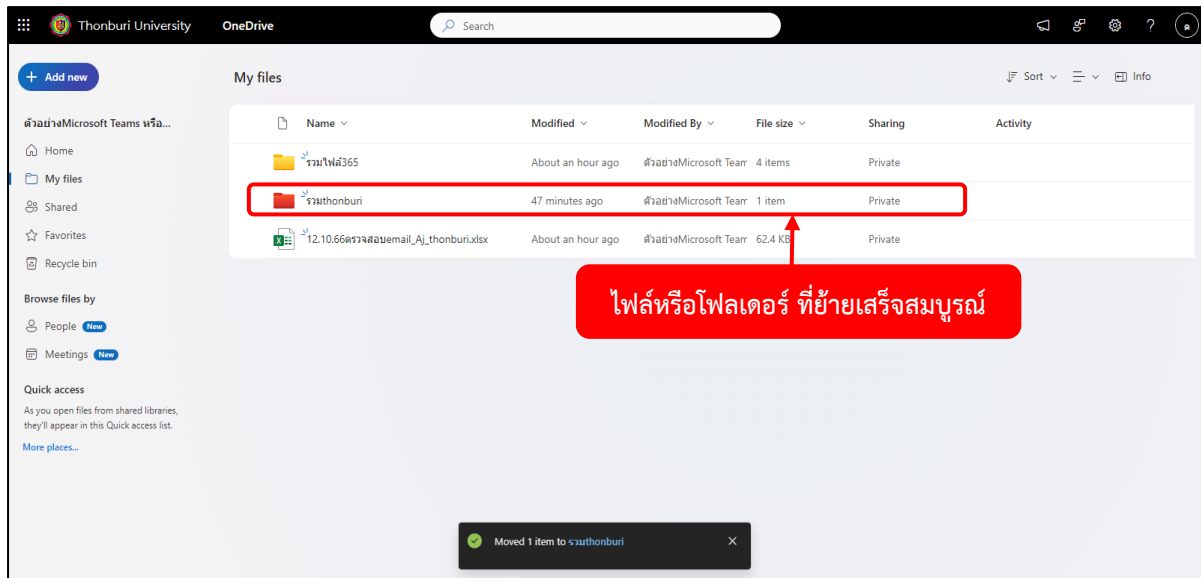 Thonburi University
OneDrive
Search
?
ค
+ Add new
ตัวอย่างMicrosoft Teams หรือ...
Home
My files
Shared
Favorites
Recycle bin
Browse files by
People New
Meetings New
Quick access
As you open files from shared libraries,
they'll appear in this Quick access list.
More places...
My files
Sort
Info
Name Modified Modified By File size Sharing Activity
รวมไฟล์365 About an hour ago ตัวอย่างMicrosoft Team 4 items Private
รวมthonburi 47 minutes ago ตัวอย่างMicrosoft Team 1 item Private
12.10.66ตรวจสอบemail_Aj_thonburi.xlsx About an hour ago ตัวอย่างMicrosoft Team 62.4 KB Private
ไฟล์หรือโฟลเดอร์ ที่ย้ายเสร็จสมบูรณ์
Moved 1 item to รวมthonburi